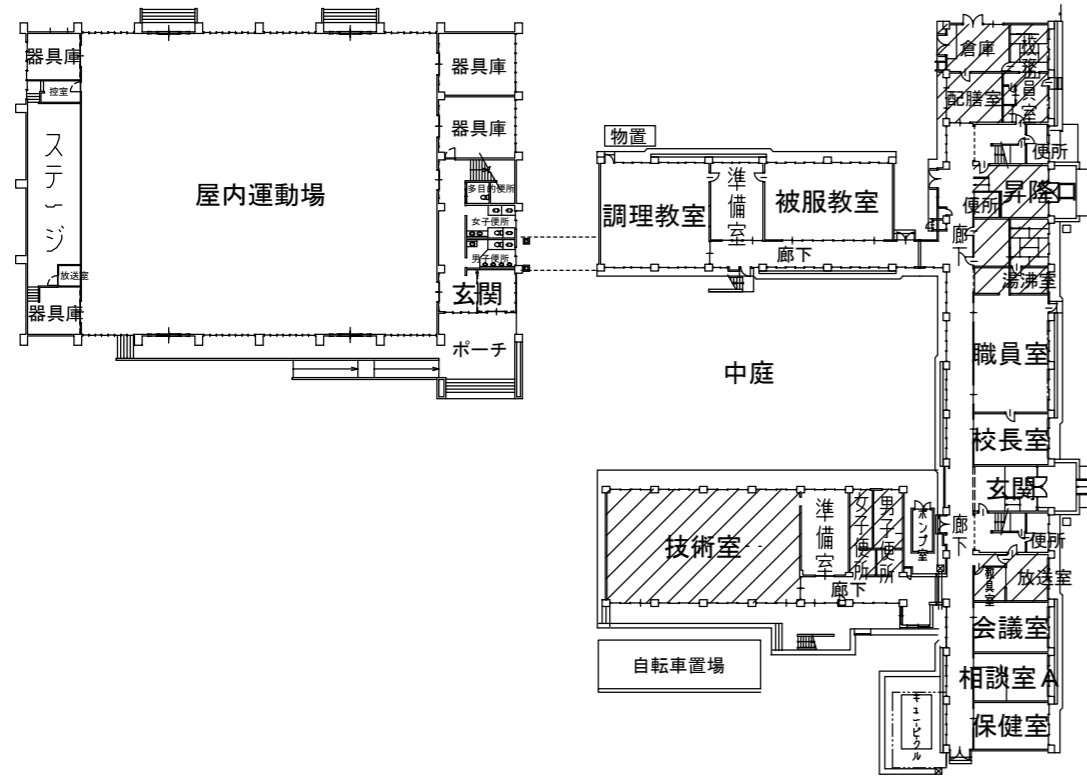 器具庫
控室
ステージ
放送室
器具庫
屋内運動場
器具庫
器具庫
多目的便所
女子便所
男子便所
玄関
ポーチ
物置
調理教室
準備室
被服教室
廊下
中庭
技術室
準備室
女子便所
男子便所
ポンプ室
廊下
自転車置場
キュービクル
倉庫
校務員室
配膳室
便所
昇降
便所
廊下
湯沸室
職員室
校長室
玄関
廊下
便所
教具室
放送室
会議室
相談室A
保健室